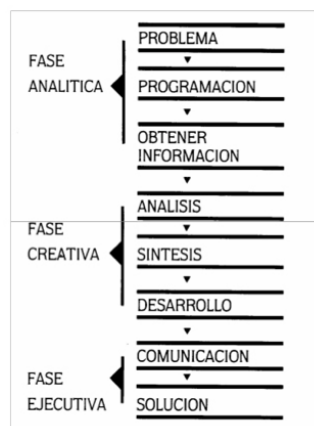 PROBLEMA
FASE
ANALITICA
PROGRAMACION
OBTENER
INFORMACION
ANALISIS
FASE
CREATIVA
SINTESIS
DESARROLLO
COMUNICACION
FASE
EJECUTIVA
SOLUCION